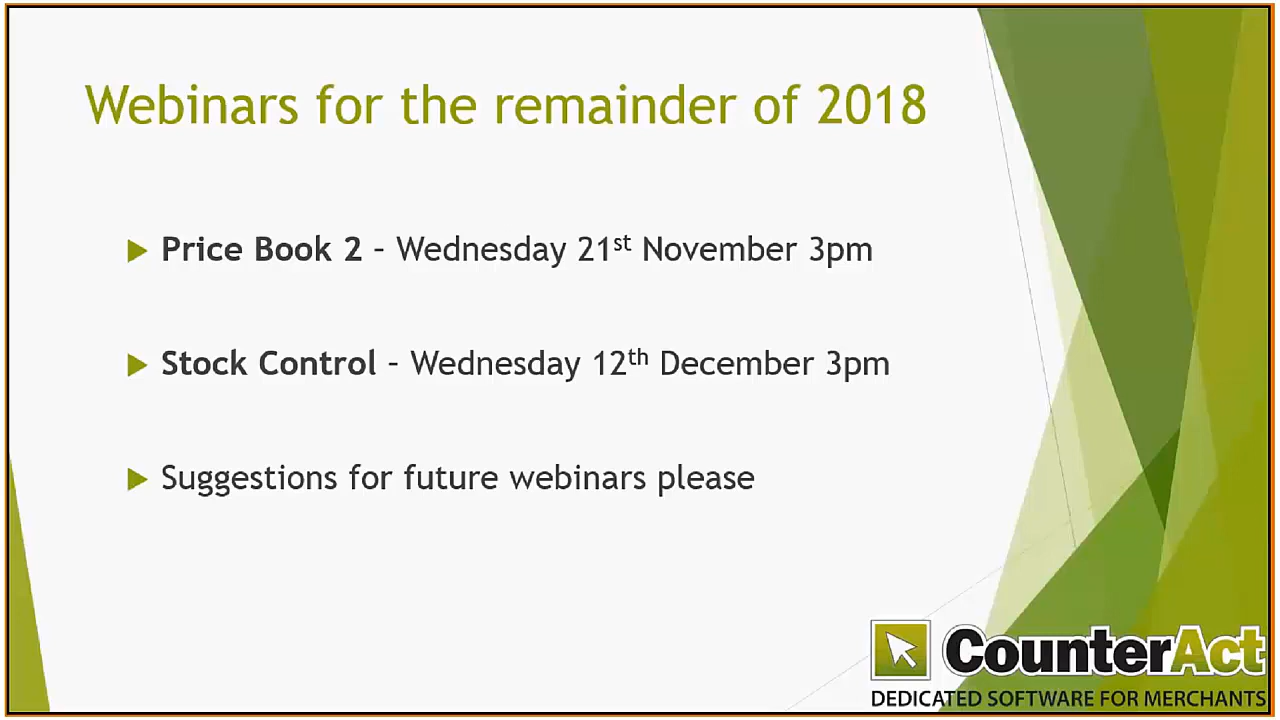 Webinars for the remainder of 2018
Price Book 2 – Wednesday 21st November 3pm
Stock Control – Wednesday 12th December 3pm
Suggestions for future webinars please
CounterAct
DEDICATED SOFTWARE FOR MERCHANTS